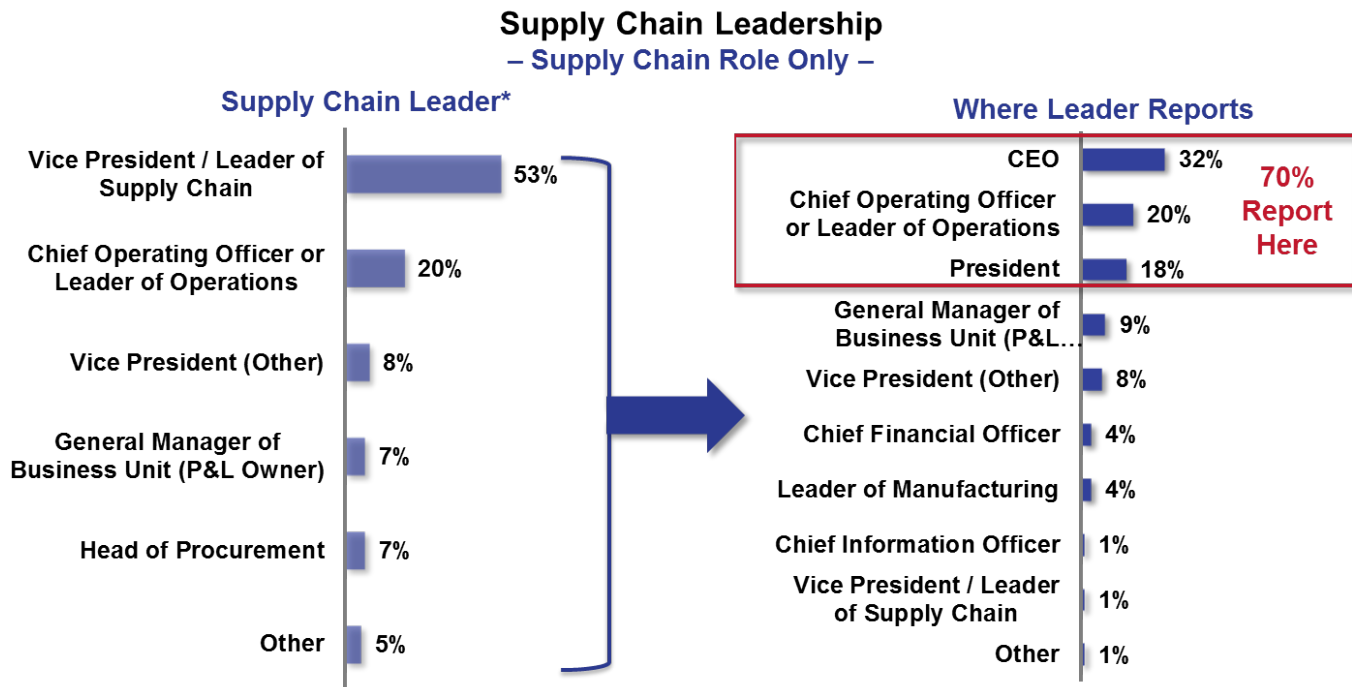 Supply Chain Leadership
– Supply Chain Role Only –
Supply Chain Leader*
Vice President / Leader of
Supply Chain
53%
Chief Operating Officer or
Leader of Operations
20%
Vice President (Other)
8%
General Manager of
Business Unit (P&L Owner)
7%
Head of Procurement
7%
Other
5%
Where Leader Reports
CEO
32%
Chief Operating Officer
or Leader of Operations
20%
President
18%
70%
Report
Here
General Manager of
Business Unit (P&L…
9%
Vice President (Other)
8%
Chief Financial Officer
4%
Leader of Manufacturing
4%
Chief Information Officer
1%
Vice President / Leader
of Supply Chain
1%
Other
1%